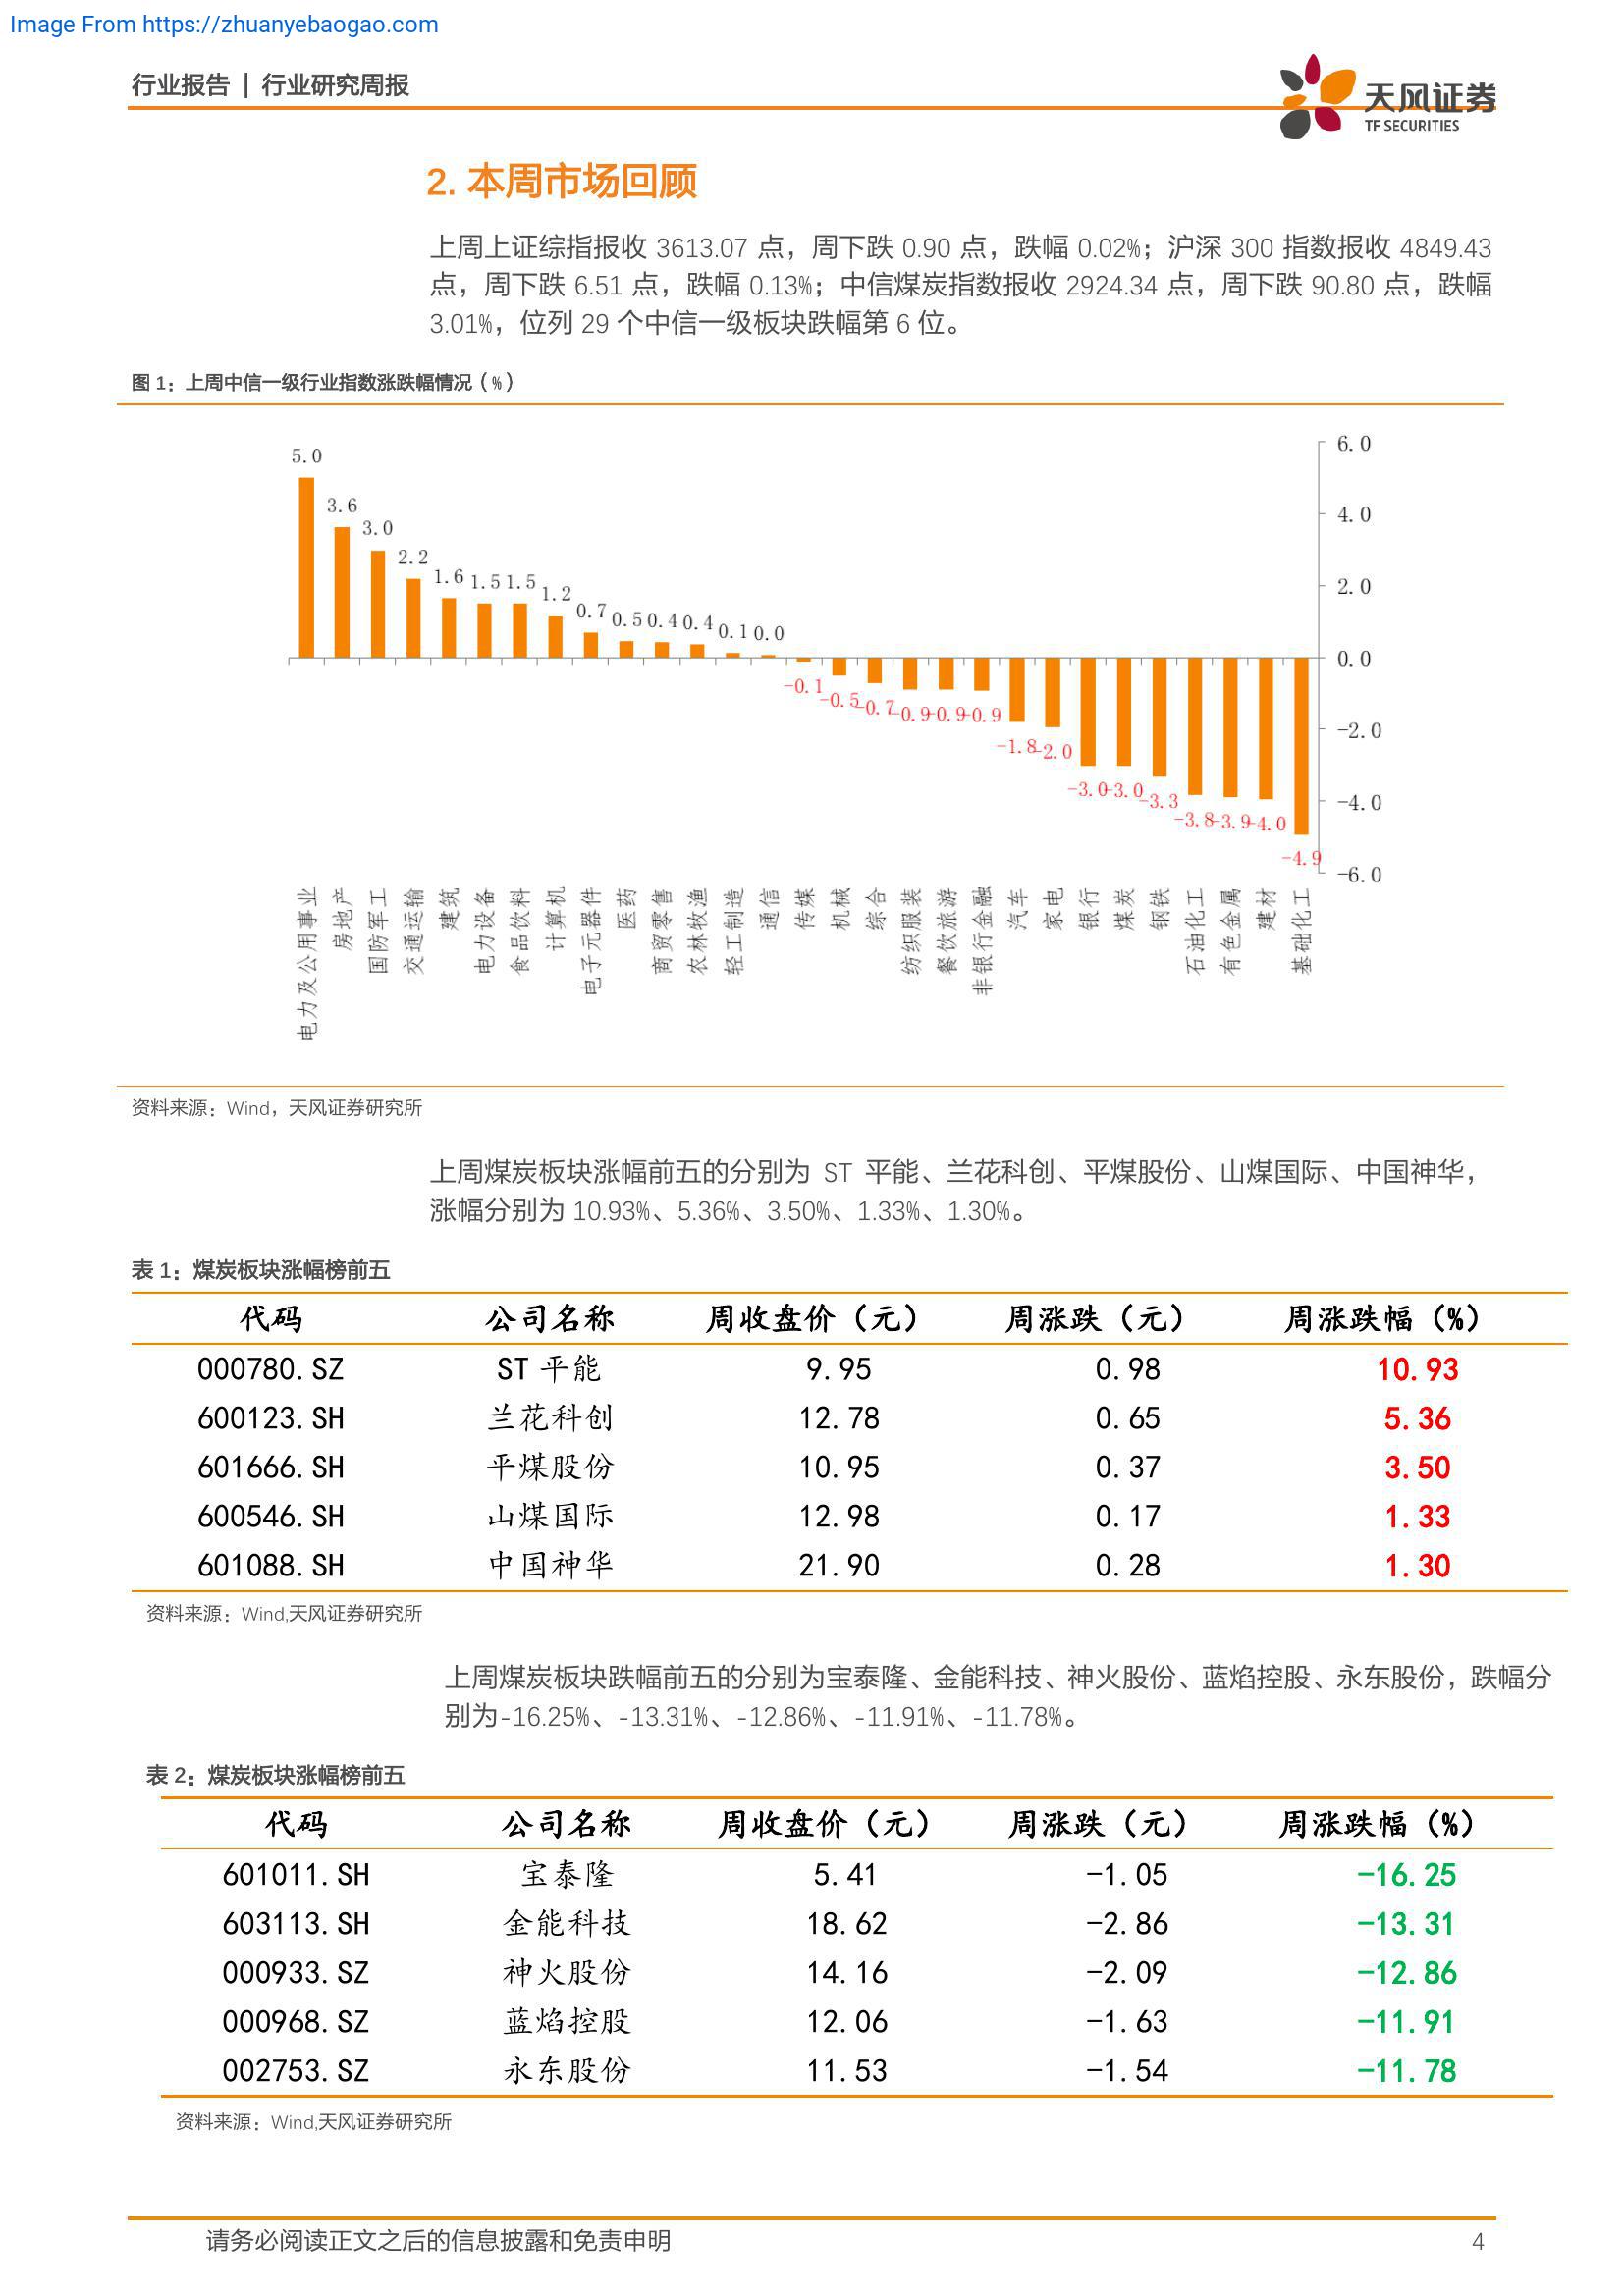 Image From https://zhuanyebaogao.com
行业报告 | 行业研究周报
天风证券
TF SECURITIES
2. 本周市场回顾
上周上证综指报收 3613.07 点，周下跌 0.90 点，跌幅 0.02%；沪深 300 指数报收 4849.43
点，周下跌 6.51 点，跌幅 0.13%；中信煤炭指数报收 2924.34 点，周下跌 90.80 点，跌幅
3.01%，位列 29 个中信一级板块跌幅第 6 位。
图 1：上周中信一级行业指数涨跌幅情况（%）
5.0 3.6 3.0 2.2 1.6 1.5 1.5 1.2 0.7 0.5 0.4 0.4 0.1 0.0
-0.1 -0.5 -0.7 -0.9 -0.9 -0.9 -1.8 -2.0 -3.0 -3.0 -3.3 -3.8 -3.9 -4.0 -4.9
6.0
4.0
2.0
0.0
-2.0
-4.0
-6.0
电力及公用事业
房地产
国防军工
交通运输
建筑
电力设备
食品饮料
计算机
电子元器件
医药
商贸零售
农林牧渔
轻工制造
通信
传媒
机械
综合
纺织服装
餐饮旅游
非银行金融
汽车
家电
银行
煤炭
钢铁
石油化工
有色金属
建材
基础化工
资料来源：Wind，天风证券研究所
上周煤炭板块涨幅前五的分别为 ST 平能、兰花科创、平煤股份、山煤国际、中国神华，
涨幅分别为 10.93%、5.36%、3.50%、1.33%、1.30%。
表 1：煤炭板块涨幅榜前五
代码 公司名称 周收盘价（元） 周涨跌（元） 周涨跌幅（%）
000780.SZ ST 平能 9.95 0.98 10.93
600123.SH 兰花科创 12.78 0.65 5.36
601666.SH 平煤股份 10.95 0.37 3.50
600546.SH 山煤国际 12.98 0.17 1.33
601088.SH 中国神华 21.90 0.28 1.30
资料来源：Wind,天风证券研究所
上周煤炭板块跌幅前五的分别为宝泰隆、金能科技、神火股份、蓝焰控股、永东股份，跌幅分
别为-16.25%、-13.31%、-12.86%、-11.91%、-11.78%。
表 2：煤炭板块涨幅榜前五
代码 公司名称 周收盘价（元） 周涨跌（元） 周涨跌幅（%）
601011.SH 宝泰隆 5.41 -1.05 -16.25
603113.SH 金能科技 18.62 -2.86 -13.31
000933.SZ 神火股份 14.16 -2.09 -12.86
000968.SZ 蓝焰控股 12.06 -1.63 -11.91
002753.SZ 永东股份 11.53 -1.54 -11.78
资料来源：Wind,天风证券研究所
请务必阅读正文之后的信息披露和免责申明 4